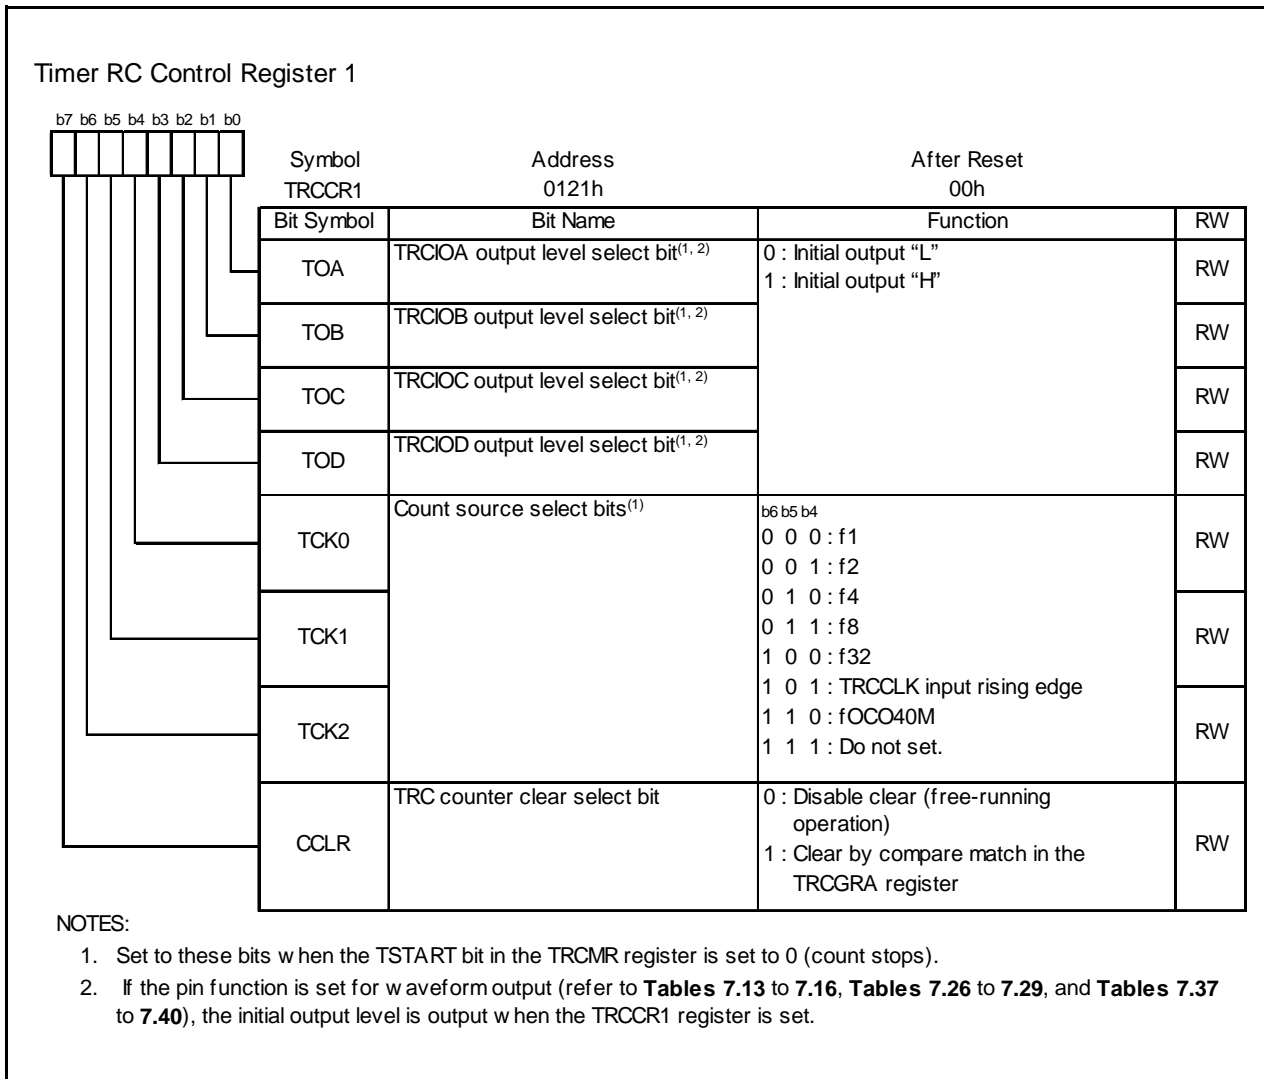 Timer RC Control Register 1
b7 b6 b5 b4 b3 b2 b1 b0
Symbol Address After Reset
TRCCR1 0121h 00h
Bit Symbol Bit Name Function RW
TOA TRCIOA output level select bit(1, 2) 0 : Initial output “L” RW
1 : Initial output “H”
TOB TRCIOB output level select bit(1, 2) RW
TOC TRCIOC output level select bit(1, 2) RW
TOD TRCIOD output level select bit(1, 2) RW
TCK0 Count source select bits(1) b6 b5 b4 RW
0 0 0 : f1
0 0 1 : f2
0 1 0 : f4
TCK1 0 1 1 : f8 RW
1 0 0 : f32
1 0 1 : TRCCLK input rising edge
TCK2 1 1 0 : fOCO40M RW
1 1 1 : Do not set.
CCLR TRC counter clear select bit 0 : Disable clear (free-running RW
operation)
1 : Clear by compare match in the
TRCGRA register
NOTES:
1. Set to these bits when the TSTART bit in the TRCMR register is set to 0 (count stops).
2. If the pin function is set for waveform output (refer to Tables 7.13 to 7.16, Tables 7.26 to 7.29, and Tables 7.37
to 7.40), the initial output level is output when the TRCCR1 register is set.